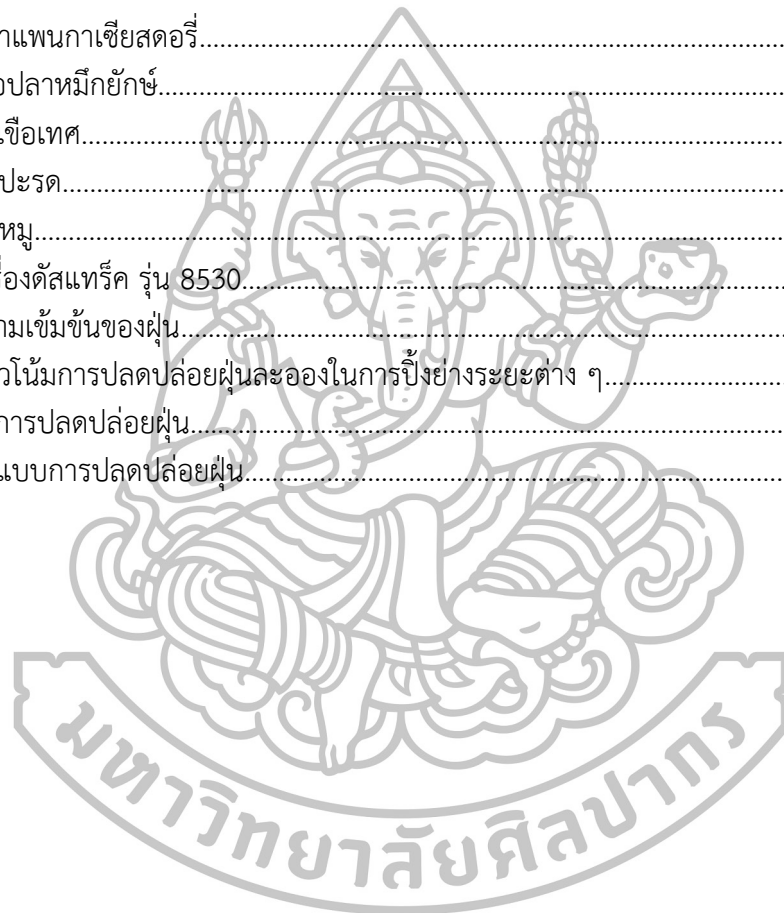 าแพนกาเซียสดอรี่
อปลาหมึกยักษ์
เขือเทศ
ปะรด
หมู
รื่องดัสแทร็ค รุ่น 8530
ามเข้มข้นของฝุ่น
วโน้มการปลดปล่อยฝุ่นละอองในการปิ้งย่างระยะต่าง ๆ
การปลดปล่อยฝุ่น
แบบการปลดปล่อยฝุ่น
มหาวิทยาลัยศิลปากร